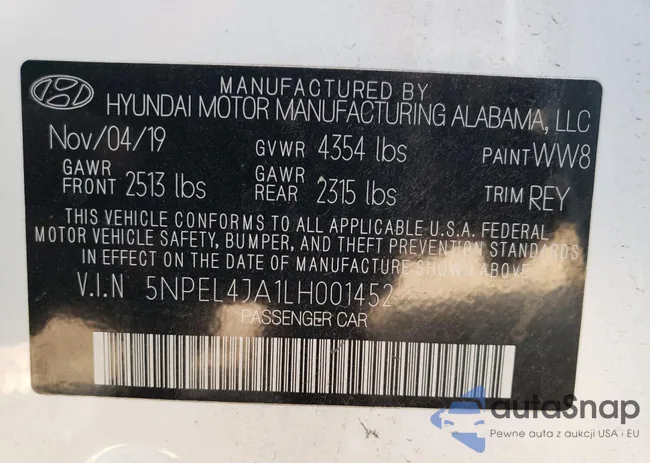 MANUFACTURED BY
HYUNDAI MOTOR MANUFACTURING ALABAMA, LLC
Nov/04/19 GVWR 4354 lbs PAINT WW8
GAWR FRONT 2513 lbs GAWR REAR 2315 lbs TRIM REY
THIS VEHICLE CONFORMS TO ALL APPLICABLE U.S.A. FEDERAL
MOTOR VEHICLE SAFETY, BUMPER, AND THEFT PREVENTION STANDARDS
IN EFFECT ON THE DATE OF MANUFACTURE SHOWN ABOVE
V.I.N 5NPEL4JA1LH001452
PASSENGER CAR
autaSnap
Pewne auta z aukcji USA i EU